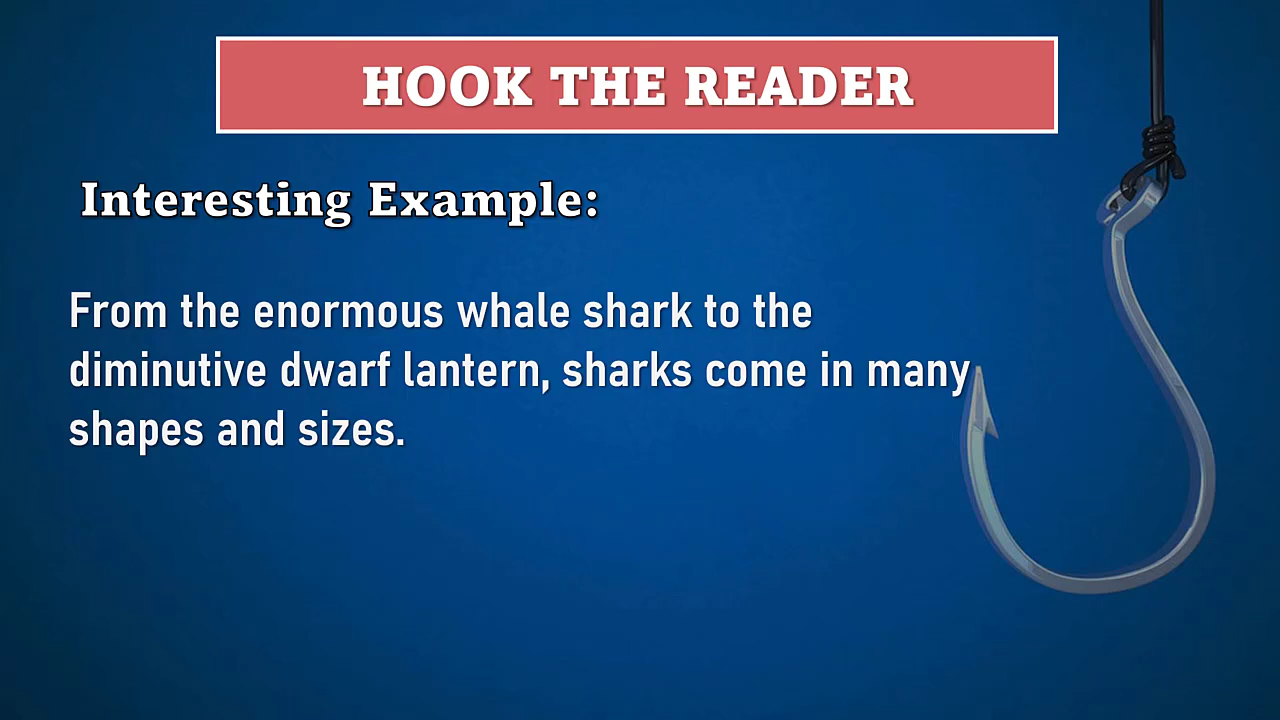 HOOK THE READER
Interesting Example:
From the enormous whale shark to the
diminutive dwarf lantern, sharks come in many
shapes and sizes.